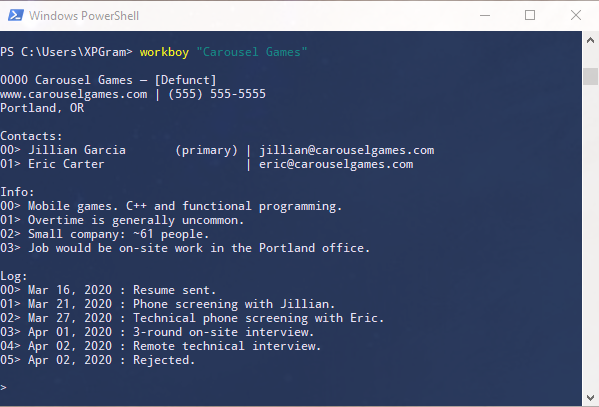 Windows PowerShell
PS C:\Users\XPGram> workboy "Carousel Games"
0000 Carousel Games — [Defunct]
www.carouselgames.com | (555) 555-5555
Portland, OR
Contacts:
00> Jillian Garcia       (primary) | jillian@carouselgames.com
01> Eric Carter                    | eric@carouselgames.com
Info:
00> Mobile games. C++ and functional programming.
01> Overtime is generally uncommon.
02> Small company: ~61 people.
03> Job would be on-site work in the Portland office.
Log:
00> Mar 16, 2020 : Resume sent.
01> Mar 21, 2020 : Phone screening with Jillian.
02> Mar 27, 2020 : Technical phone screening with Eric.
03> Apr 01, 2020 : 3-round on-site interview.
04> Apr 02, 2020 : Remote technical interview.
05> Apr 02, 2020 : Rejected.
>